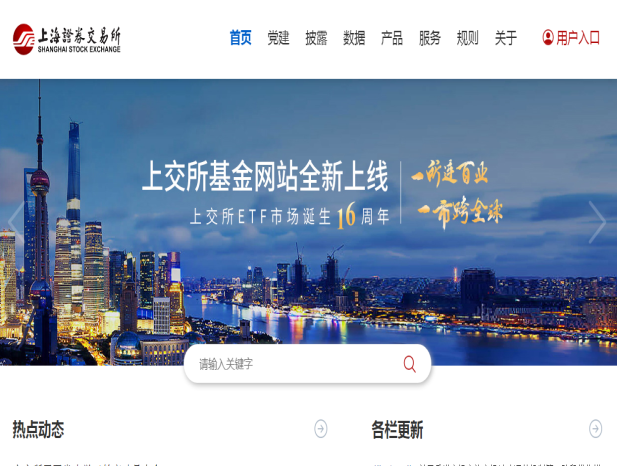 上海證券交易所
SHANGHAI STOCK EXCHANGE
首页 党建 披露 数据 产品 服务 规则 关于 用户入口
上交所基金网站全新上线
上交所ETF市场诞生16周年
一所连百业
一市跨全球
请输入关键字
热点动态
各栏更新